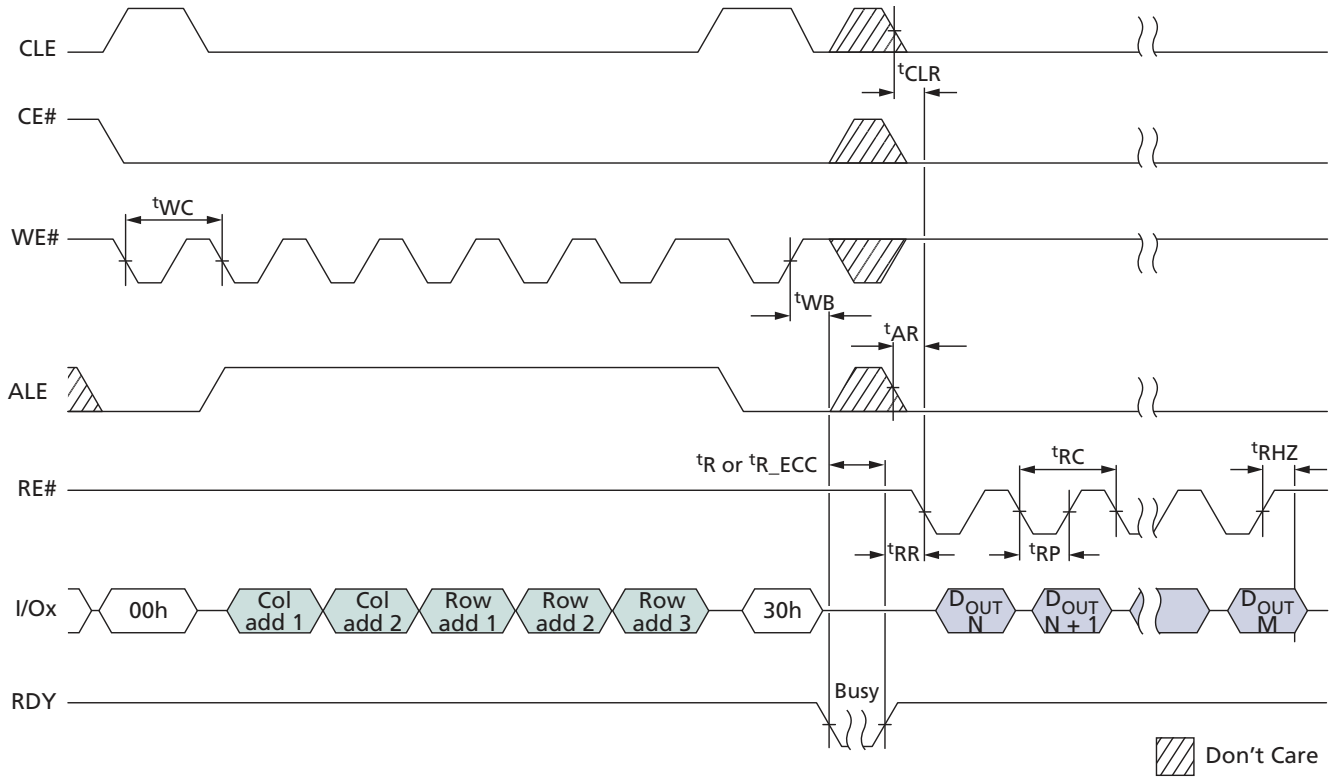 CLE
tCLR
CE#
tWC
WE#
tWB
tAR
ALE
tR or tR_ECC
tRC
tRHZ
RE#
tRR
tRP
I/Ox
00h
Col
add 1
Col
add 2
Row
add 1
Row
add 2
Row
add 3
30h
DOUT
N
DOUT
N + 1
DOUT
M
RDY
Busy
Don't Care